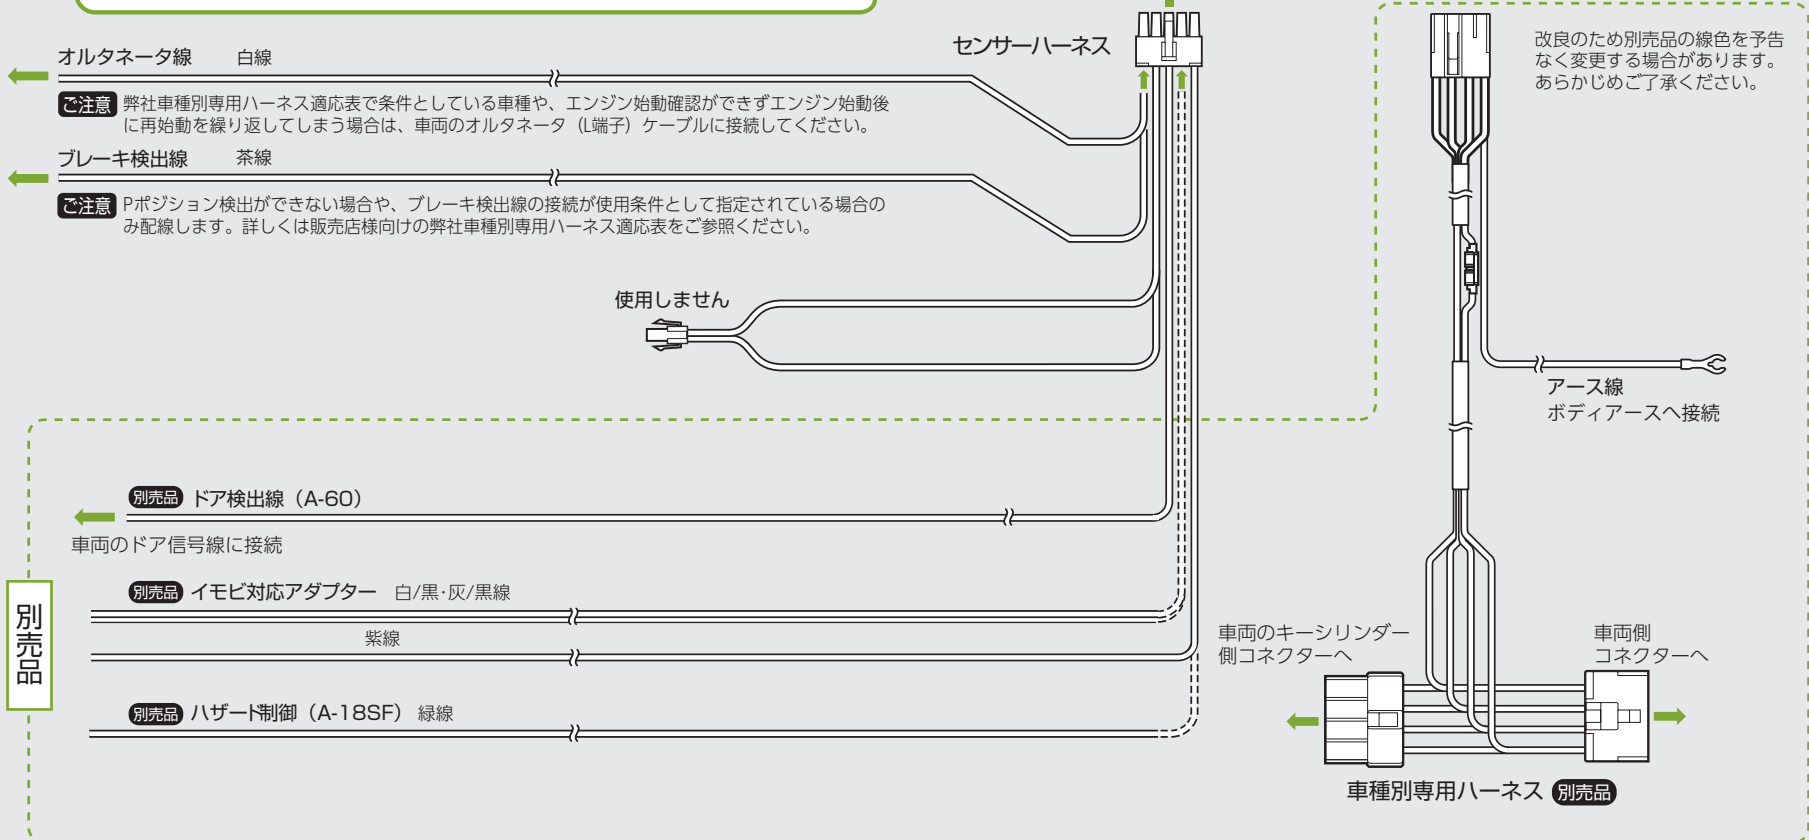 オルタネータ線 白線
ご注意 弊社車種別専用ハーネス適応表で条件としている車種や、エンジン始動確認ができずエンジン始動後
に再始動を繰り返してしまう場合は、車両のオルタネータ（L端子）ケーブルに接続してください。
ブレーキ検出線 茶線
ご注意 Pポジション検出ができない場合や、ブレーキ検出線の接続が使用条件として指定されている場合の
み配線します。詳しくは販売店様向けの弊社車種別専用ハーネス適応表をご参照ください。
センサーハーネス
使用しません
改良のため別売品の線色を予告
なく変更する場合があります。
あらかじめご了承ください。
アース線
ボディアースへ接続
別売品
別売品 ドア検出線（A-60）
車両のドア信号線に接続
別売品 イモビ対応アダプター 白/黒・灰/黒線
紫線
別売品 ハザード制御（A-18SF）緑線
車両のキーシリンダー
側コネクターへ
車両側
コネクターへ
車種別専用ハーネス 別売品